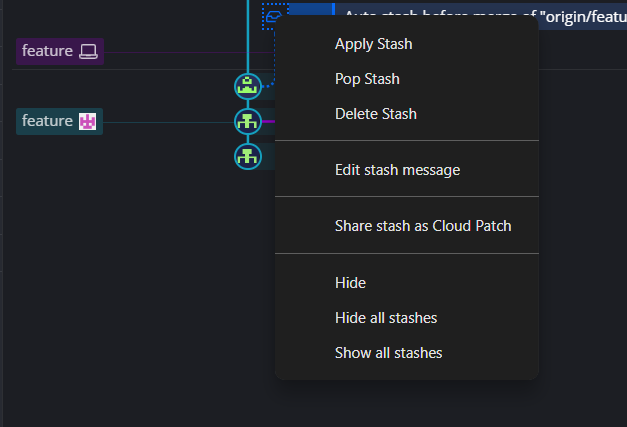 Auto stash before merge of "origin/featu
feature
feature
Apply Stash
Pop Stash
Delete Stash
Edit stash message
Share stash as Cloud Patch
Hide
Hide all stashes
Show all stashes